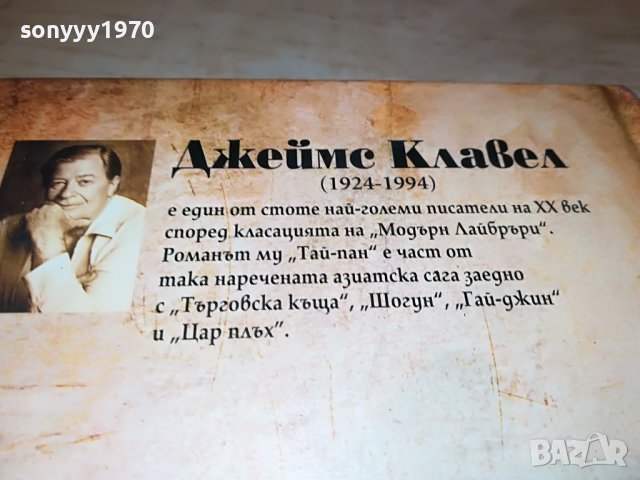 sonyyy1970
Джеймс Клавел
(1924-1994)
е един от стоте най-големи писатели на XX век
според класацията на „Модърн Лайбръри“.
Романът му „Тай-пан“ е част от
така наречената азиатска сага заедно
с „Търговска къща“, „Шогун“, „Гай-джин“
и „Цар плъх”.
BAZAR